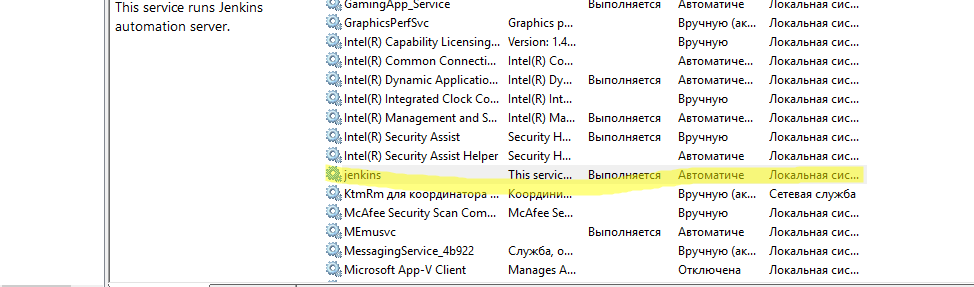 This service runs Jenkins
automation server.
GamingApp_Service Выполняется Автоматиче Локальная сис...
GraphicsPerfSvc Graphics p... Вручную (ак... Локальная сис...
Intel(R) Capability Licensing... Version: 1.4... Вручную Локальная сис...
Intel(R) Common Connecti... Intel(R) Co... Автоматиче Локальная сис...
Intel(R) Dynamic Applicatio... Intel(R) Dy... Выполняется Автоматиче Локальная сис...
Intel(R) Integrated Clock Co... Intel(R) Int... Вручную Локальная сис...
Intel(R) Management and S... Intel(R) Ma... Выполняется Автоматиче Локальная сис...
Intel(R) Security Assist Security H... Выполняется Вручную Локальная сис...
Intel(R) Security Assist Helper Security H... Автоматиче Локальная сис...
jenkins This servic... Выполняется Автоматиче Локальная сис...
KtmRm для координатора ... Координи... Вручную (ак... Сетевая служба
McAfee Security Scan Com... McAfee Se... Вручную Локальная сис...
MEmusvc Выполняется Автоматиче Локальная сис...
MessagingService_4b922 Служба, о... Вручную (ак... Локальная сис...
Microsoft App-V Client Manages A... Отключена Локальная сис...